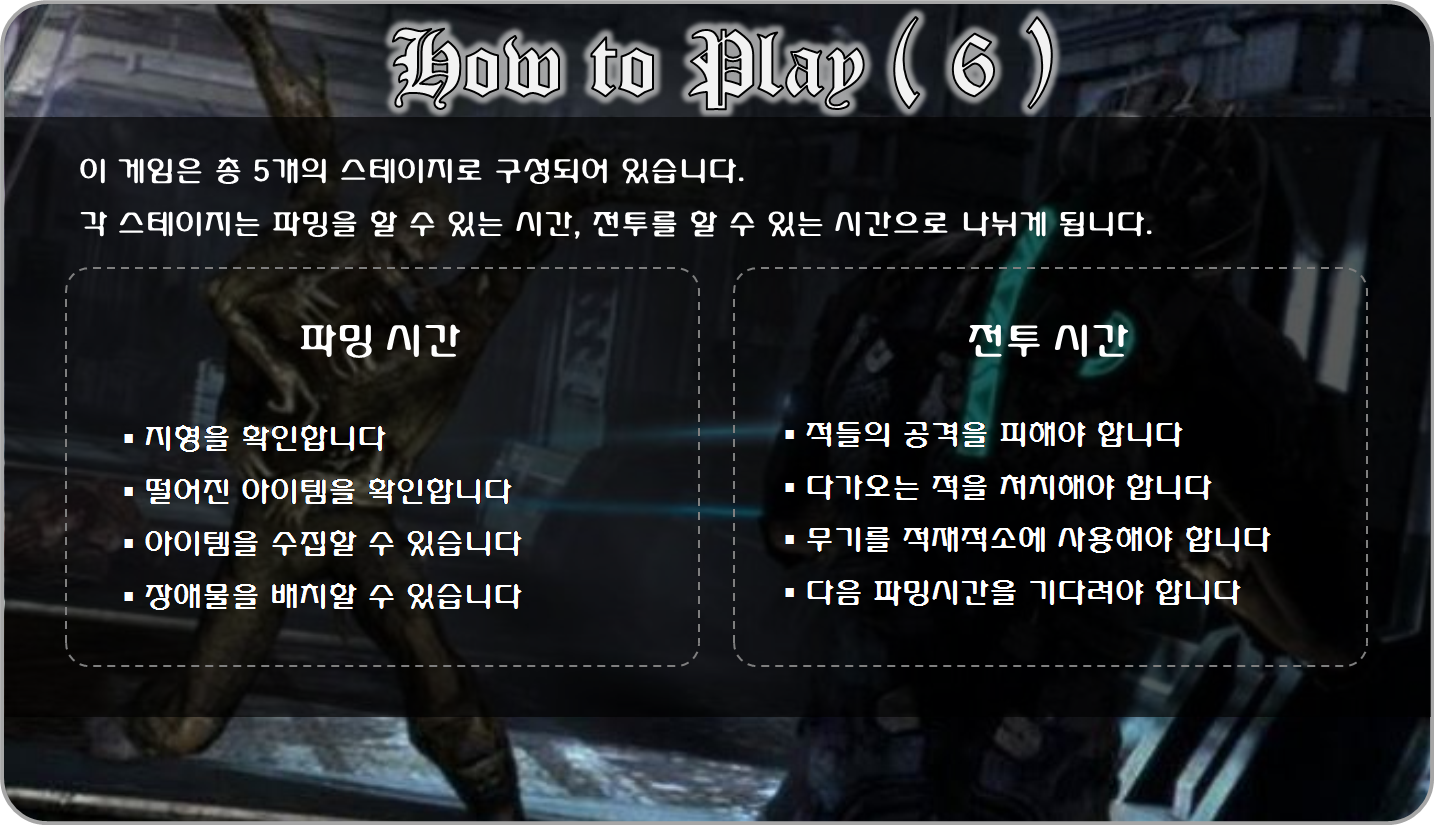 How to Play ( 6 )
이 게임은 총 5개의 스테이지로 구성되어 있습니다.
각 스테이지는 파밍을 할 수 있는 시간, 전투를 할 수 있는 시간으로 나뉘게 됩니다.
파밍 시간
▪ 지형을 확인합니다
▪ 떨어진 아이템을 확인합니다
▪ 아이템을 수집할 수 있습니다
▪ 장애물을 배치할 수 있습니다
전투 시간
▪ 적들의 공격을 피해야 합니다
▪ 다가오는 적을 처치해야 합니다
▪ 무기를 적재적소에 사용해야 합니다
▪ 다음 파밍시간을 기다려야 합니다